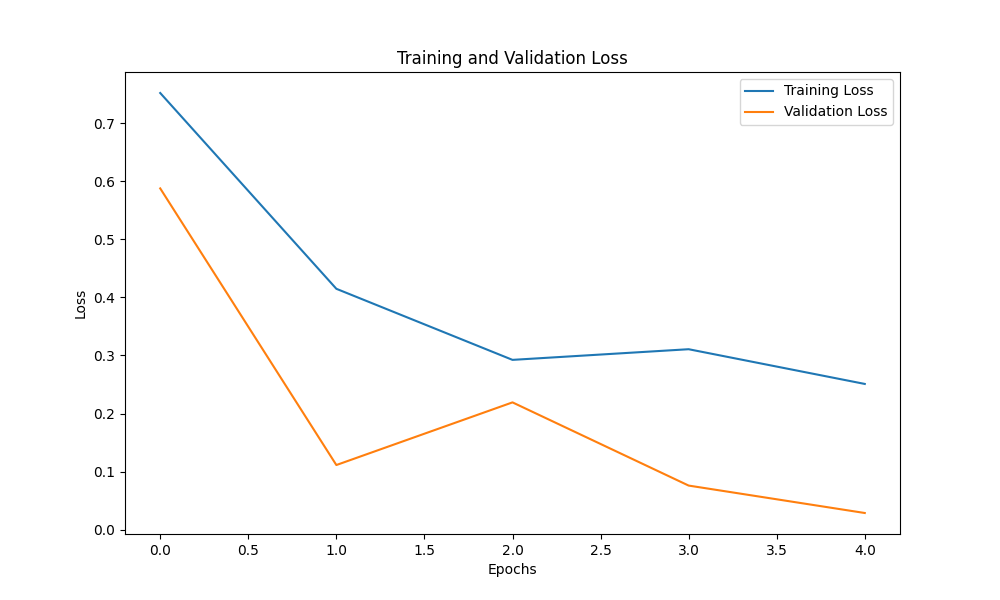 Training and Validation Loss
Training Loss
Validation Loss
0.7
0.6
0.5
0.4
0.3
0.2
0.1
0.0
Loss
0.0 0.5 1.0 1.5 2.0 2.5 3.0 3.5 4.0
Epochs